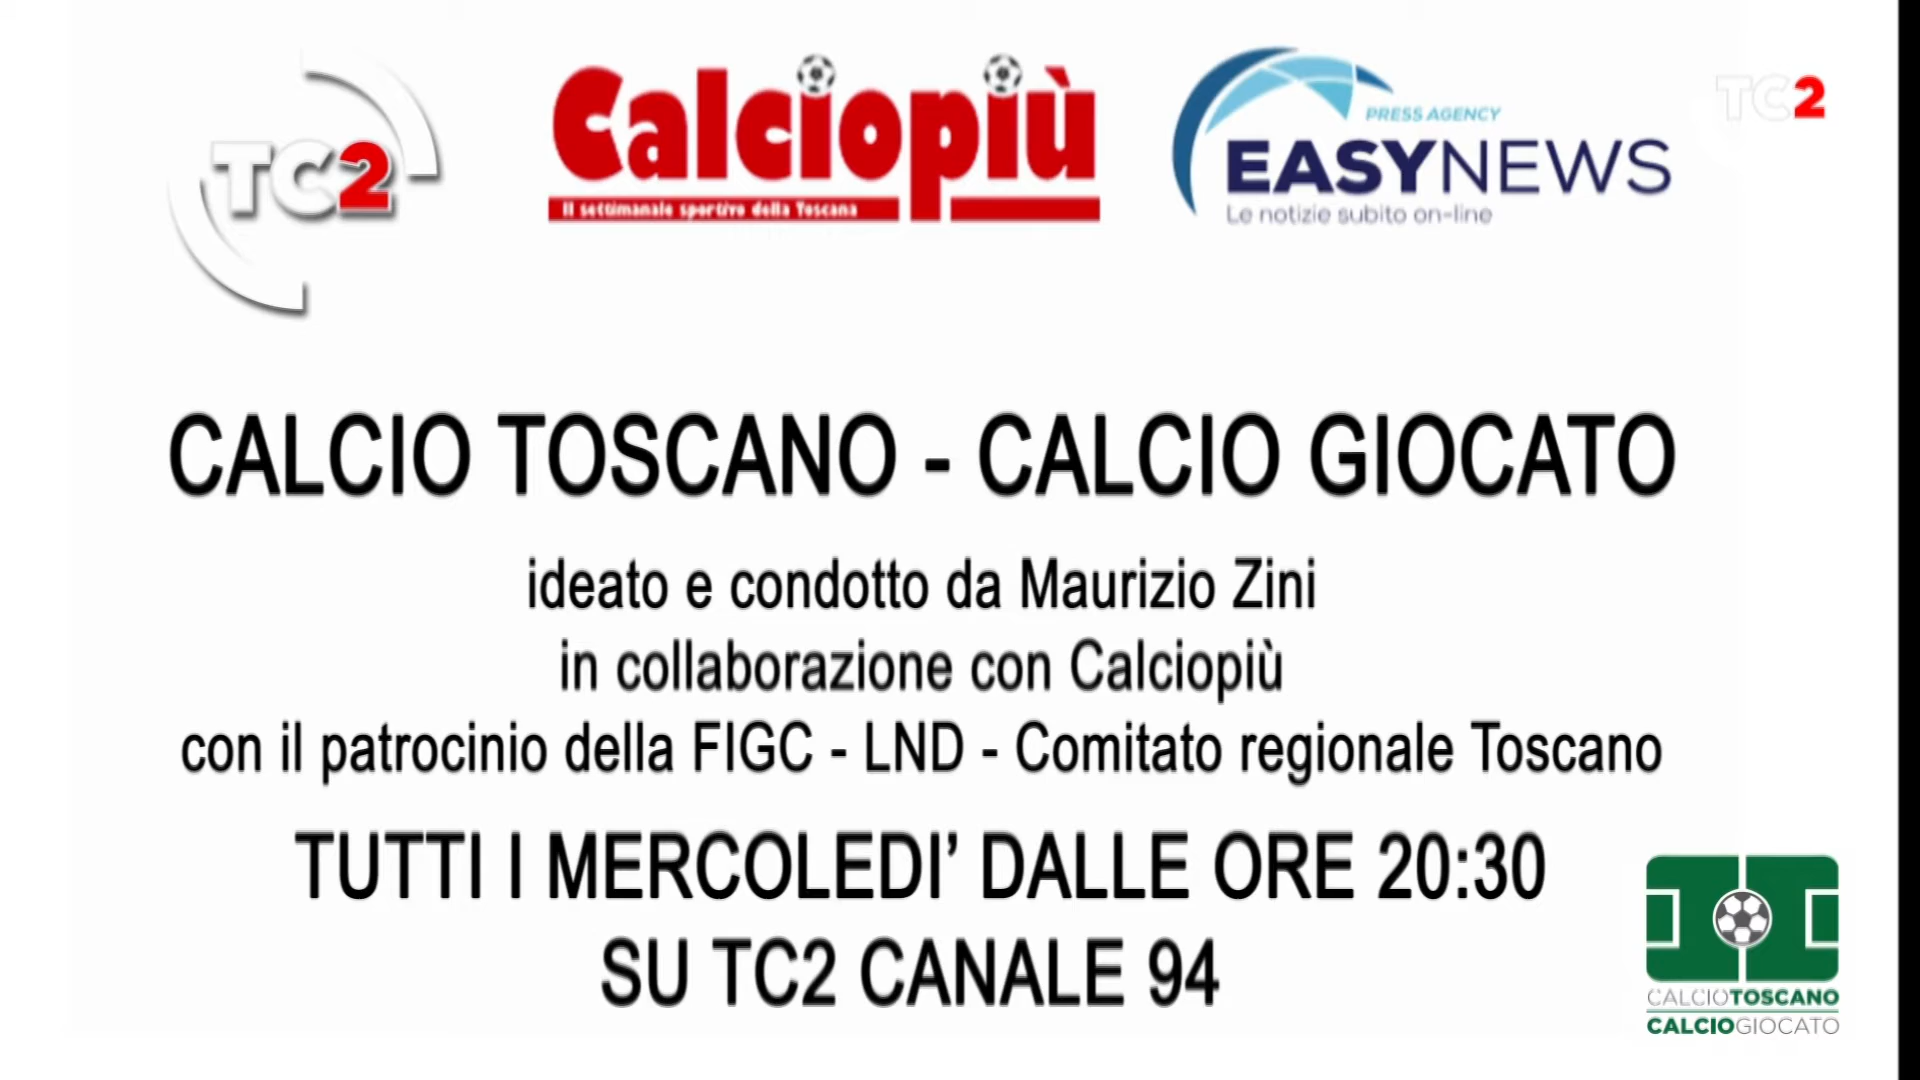 TC2
Calciopiù
Il settimanale sportivo della Toscana
PRESS AGENCY
EASYNEWS
Le notizie subito on-line
TC2
CALCIO TOSCANO - CALCIO GIOCATO
ideato e condotto da Maurizio Zini
in collaborazione con Calciopiù
con il patrocinio della FIGC - LND - Comitato regionale Toscano
TUTTI I MERCOLEDI’ DALLE ORE 20:30
SU TC2 CANALE 94
CALCIOTOSCANO
CALCIOGIOCATO